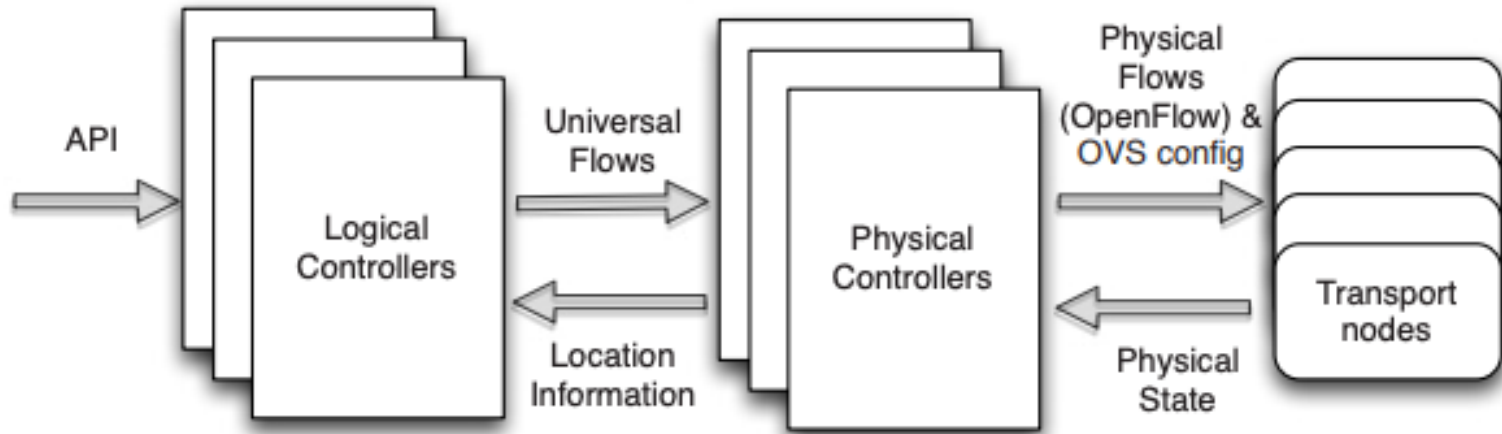 API
Logical
Controllers
Universal
Flows
Location
Information
Physical
Controllers
Physical
Flows
(OpenFlow) &
OVS config
Physical
State
Transport
nodes